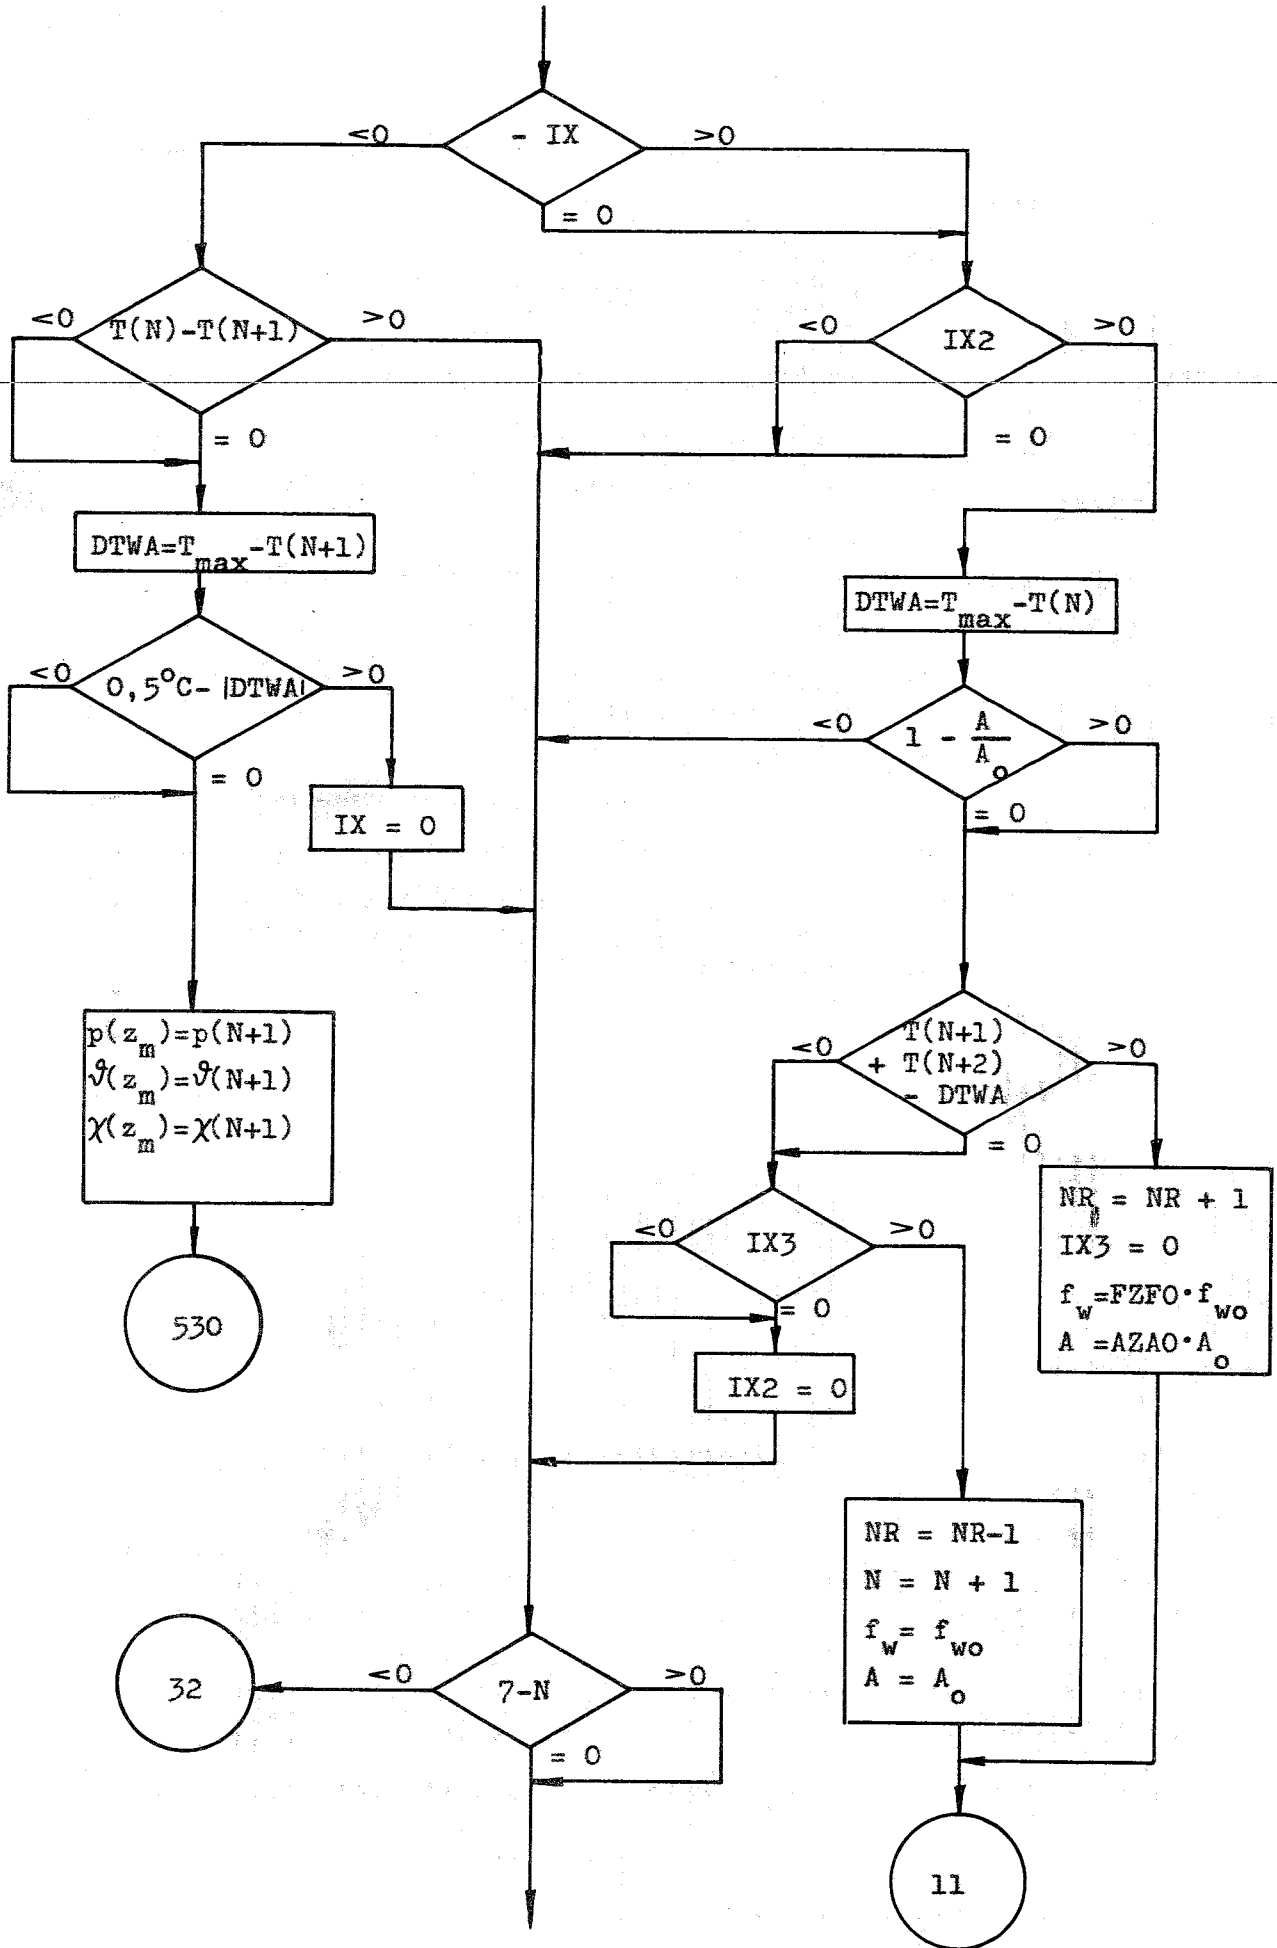 - IX
<0
>0
= 0
T(N)-T(N+1)
<0
>0
= 0
IX2
<0
>0
= 0
DTWA=Tmax-T(N+1)
DTWA=Tmax-T(N)
0,5°C- |DTWA|
<0
>0
= 0
1 - A/Ao
<0
>0
= 0
IX = 0
p(zm)=p(N+1)
ϑ(zm)=ϑ(N+1)
χ(zm)=χ(N+1)
530
T(N+1)
+ T(N+2)
- DTWA
<0
>0
= 0
NR = NR + 1
IX3 = 0
fw=FZFO·fwo
A =AZAO·Ao
IX3
<0
>0
= 0
IX2 = 0
NR = NR-1
N = N + 1
fw= fwo
A = Ao
32
7-N
<0
>0
= 0
11